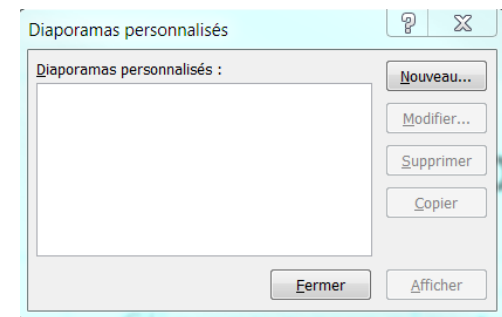 Diaporamas personnalisés
Diaporamas personnalisés :
Nouveau...
Modifier...
Supprimer
Copier
Fermer
Afficher